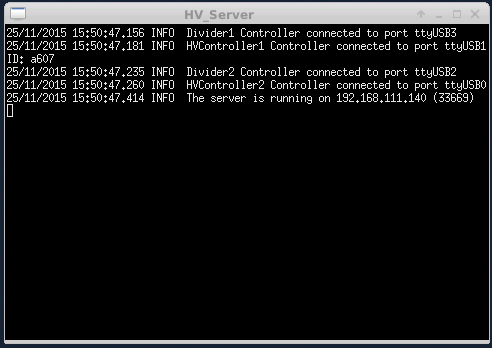 HV_Server
25/11/2015 15:50:47.156 INFO  Divider1 Controller connected to port ttyUSB3
25/11/2015 15:50:47.181 INFO  HVController1 Controller connected to port ttyUSB1
ID: a607
25/11/2015 15:50:47.235 INFO  Divider2 Controller connected to port ttyUSB2
25/11/2015 15:50:47.260 INFO  HVController2 Controller connected to port ttyUSB0
25/11/2015 15:50:47.414 INFO  The server is running on 192.168.111.140 (33669)